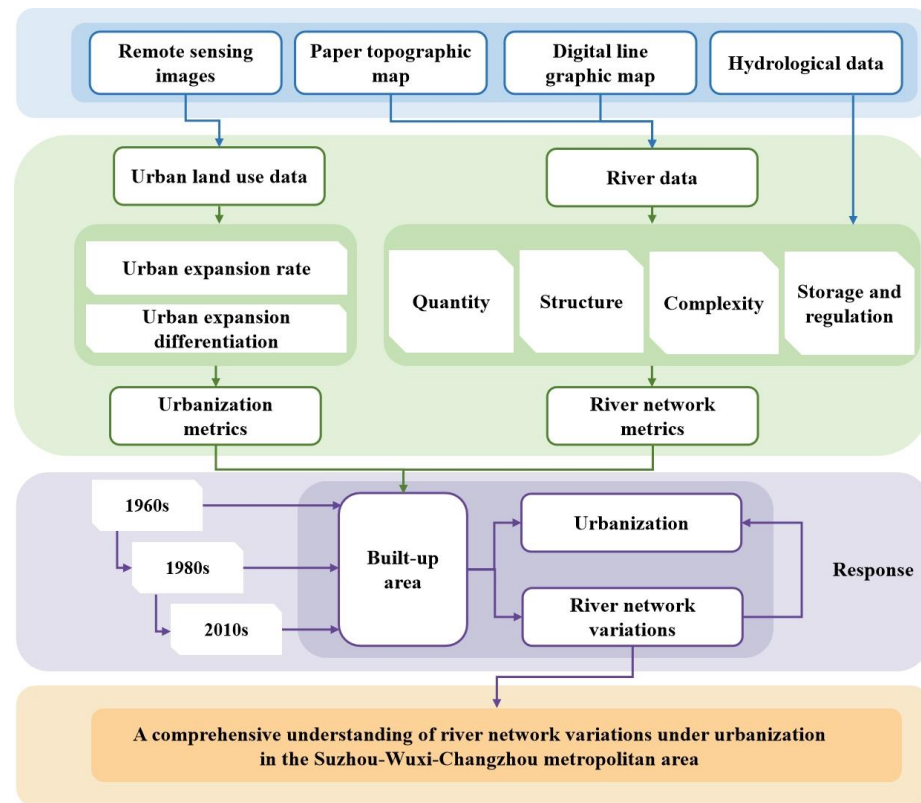 Remote sensing
images
Paper topographic
map
Digital line
graphic map
Hydrological data
Urban land use data
River data
Urban expansion rate
Urban expansion
differentiation
Quantity
Structure
Complexity
Storage and
regulation
Urbanization
metrics
River network
metrics
1960s
1980s
2010s
Built-up
area
Urbanization
River network
variations
Response
A comprehensive understanding of river network variations under urbanization
in the Suzhou-Wuxi-Changzhou metropolitan area